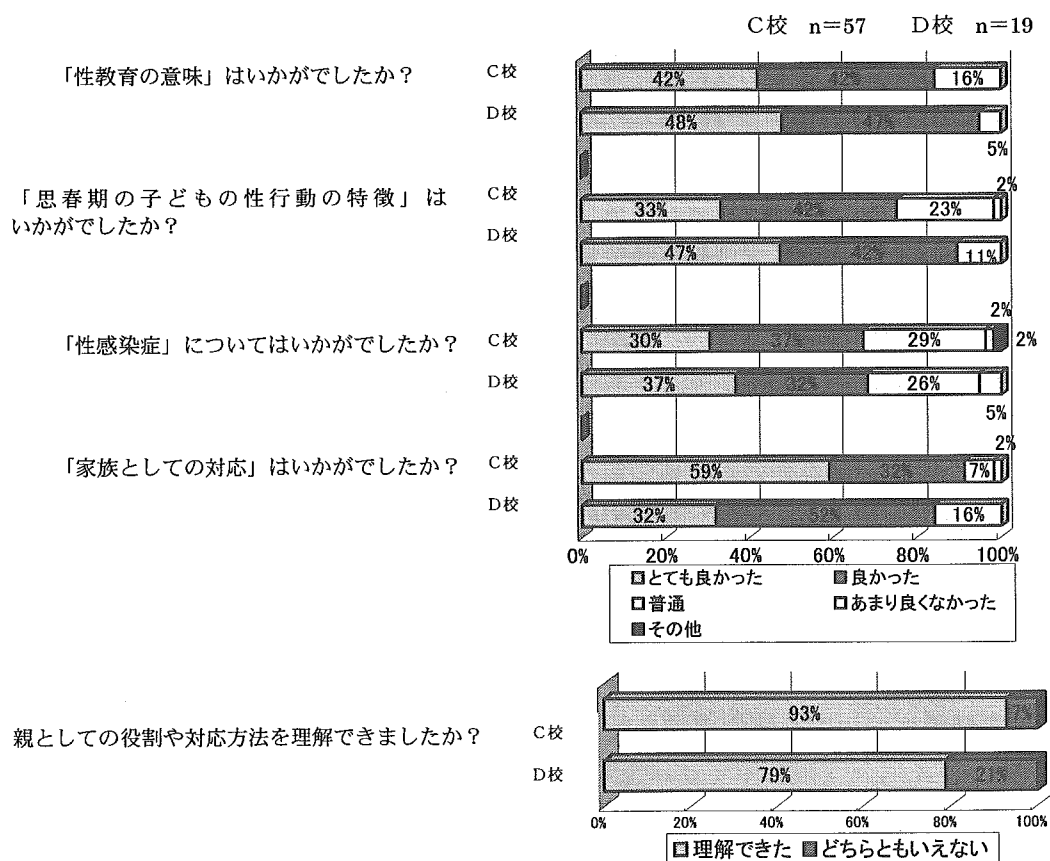 C校 n=57 D校 n=19
「性教育の意味」はいかがでしたか?
C校
42% 42% 16%
D校
48% 47%
5%
「思春期の子どもの性行動の特徴」は
いかがでしたか?
2%
C校
33% 42% 23%
D校
47% 42% 11%
「性感染症」についてはいかがでしたか?
2%
C校
30% 37% 29% 2%
D校
37% 32% 26%
5%
「家族としての対応」はいかがでしたか?
2%
C校
59% 32% 7%
D校
32% 52% 16%
0% 20% 40% 60% 80% 100%
とても良かった 良かった
普通 あまり良くなかった
その他
親としての役割や対応方法を理解できましたか?
C校
93% 7%
D校
79% 21%
0% 20% 40% 60% 80% 100%
理解できた どちらともいえない